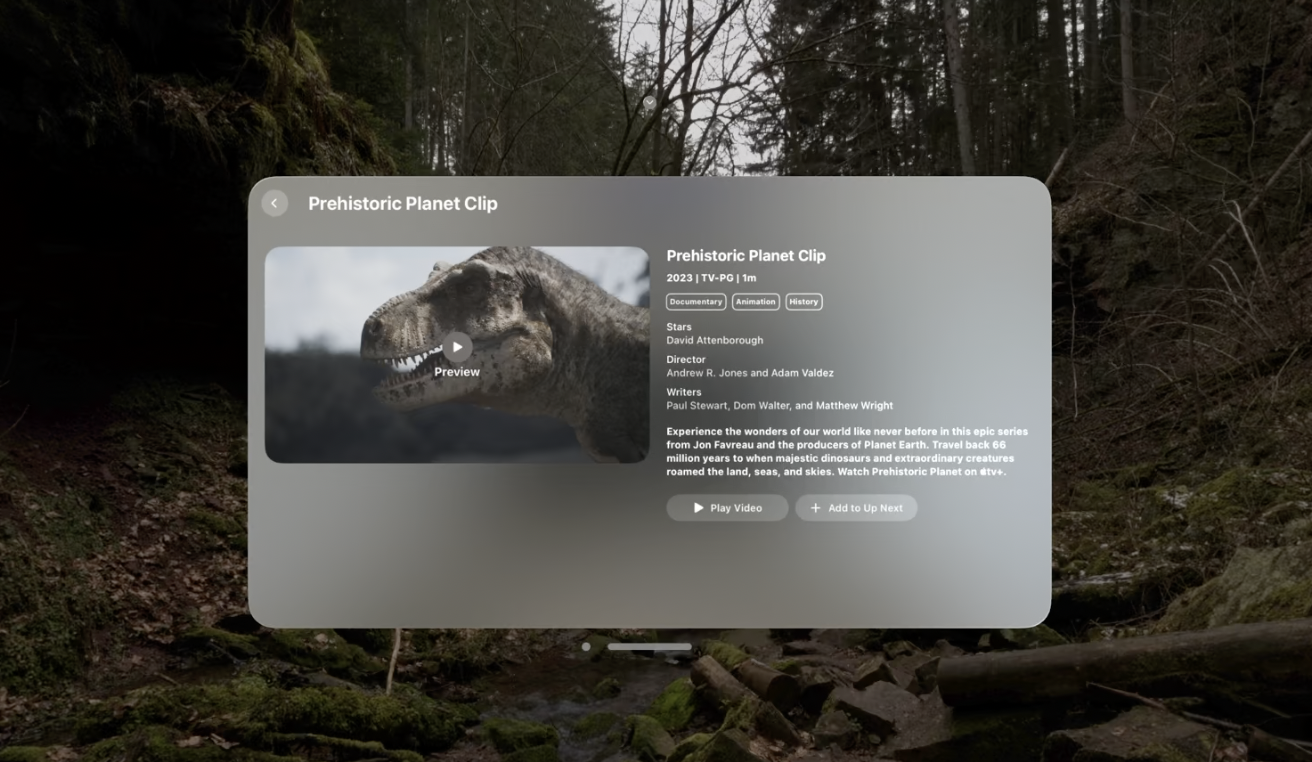 Prehistoric Planet Clip
Preview
Prehistoric Planet Clip
2023 | TV-PG | 1m
Documentary Animation History
Stars
David Attenborough
Director
Andrew R. Jones and Adam Valdez
Writers
Paul Stewart, Dom Walter, and Matthew Wright
Experience the wonders of our world like never before in this epic series
from Jon Favreau and the producers of Planet Earth. Travel back 66
million years to when majestic dinosaurs and extraordinary creatures
roamed the land, seas, and skies. Watch Prehistoric Planet on tv+.
Play Video Add to Up Next